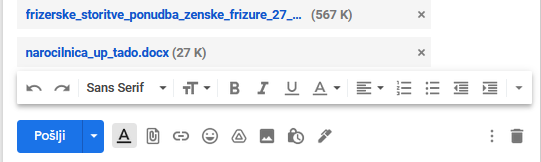 frizerske_storitve_ponudba_zenske_frizure_27_... (567 K)
narocilnica_up_tado.docx (27 K)
Sans Serif
Pošlji